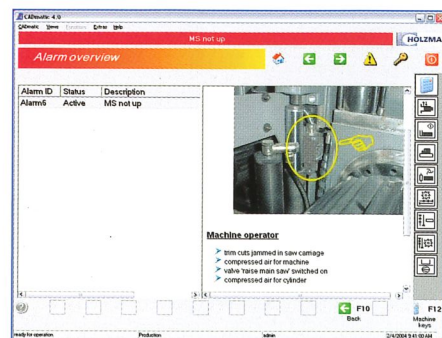 CADmatic 4.0
CADmatic Views Extras Help
MS not up
HOLZMA
Alarm overview
Alarm ID Status Description
Alarm6 Active MS not up
Machine operator
trim cuts jammed in saw carriage
compressed air for machine
valve 'raise main saw' switched on
compressed air for cylinder
F10
Back
F12
Machine
keys
ready for operation Production admin 2/4/2004 9:41:00 AM